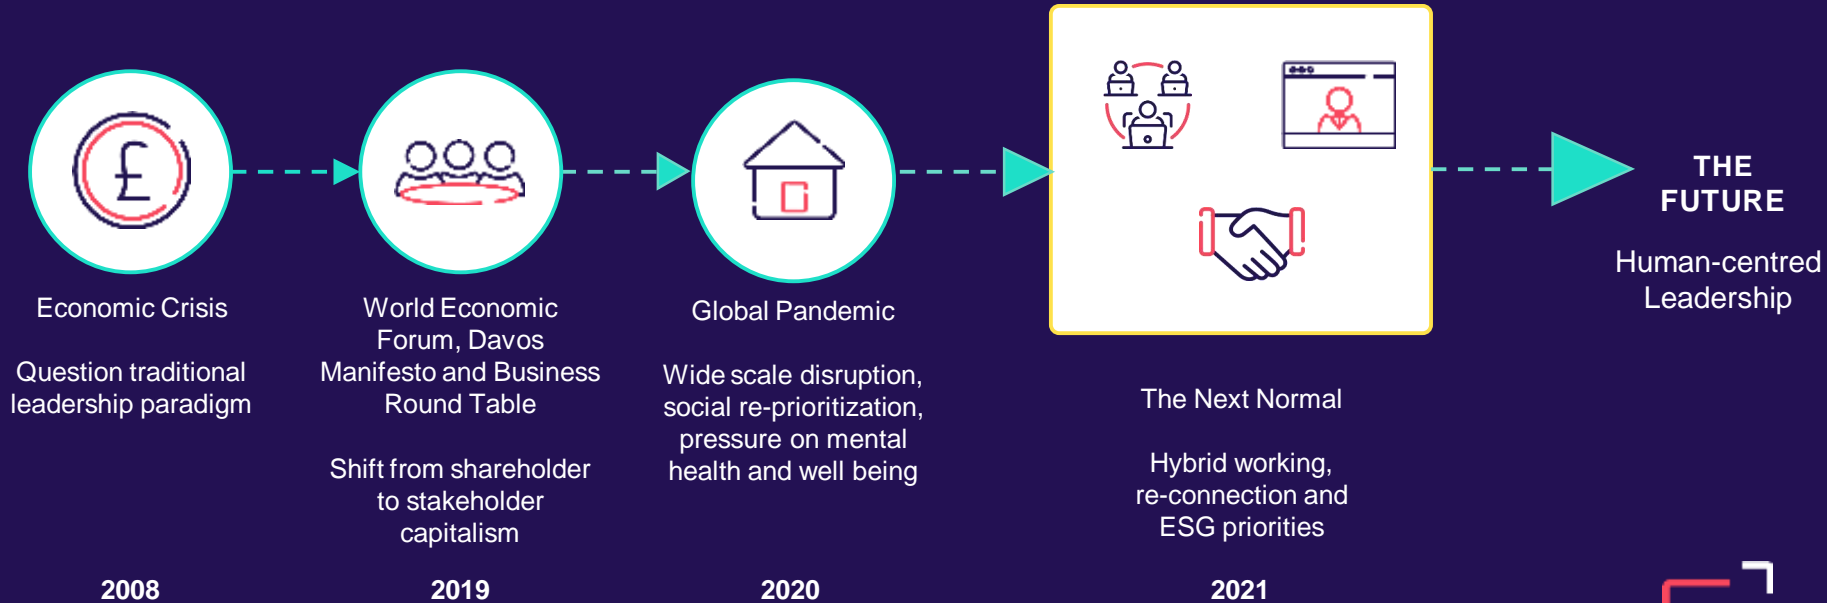 Economic Crisis
Question traditional
leadership paradigm
2008
World Economic
Forum, Davos
Manifesto and Business
Round Table
Shift from shareholder
to stakeholder
capitalism
2019
Global Pandemic
Wide scale disruption,
social re-prioritization,
pressure on mental
health and well being
2020
The Next Normal
Hybrid working,
re-connection and
ESG priorities
2021
THE
FUTURE
Human-centred
Leadership
£